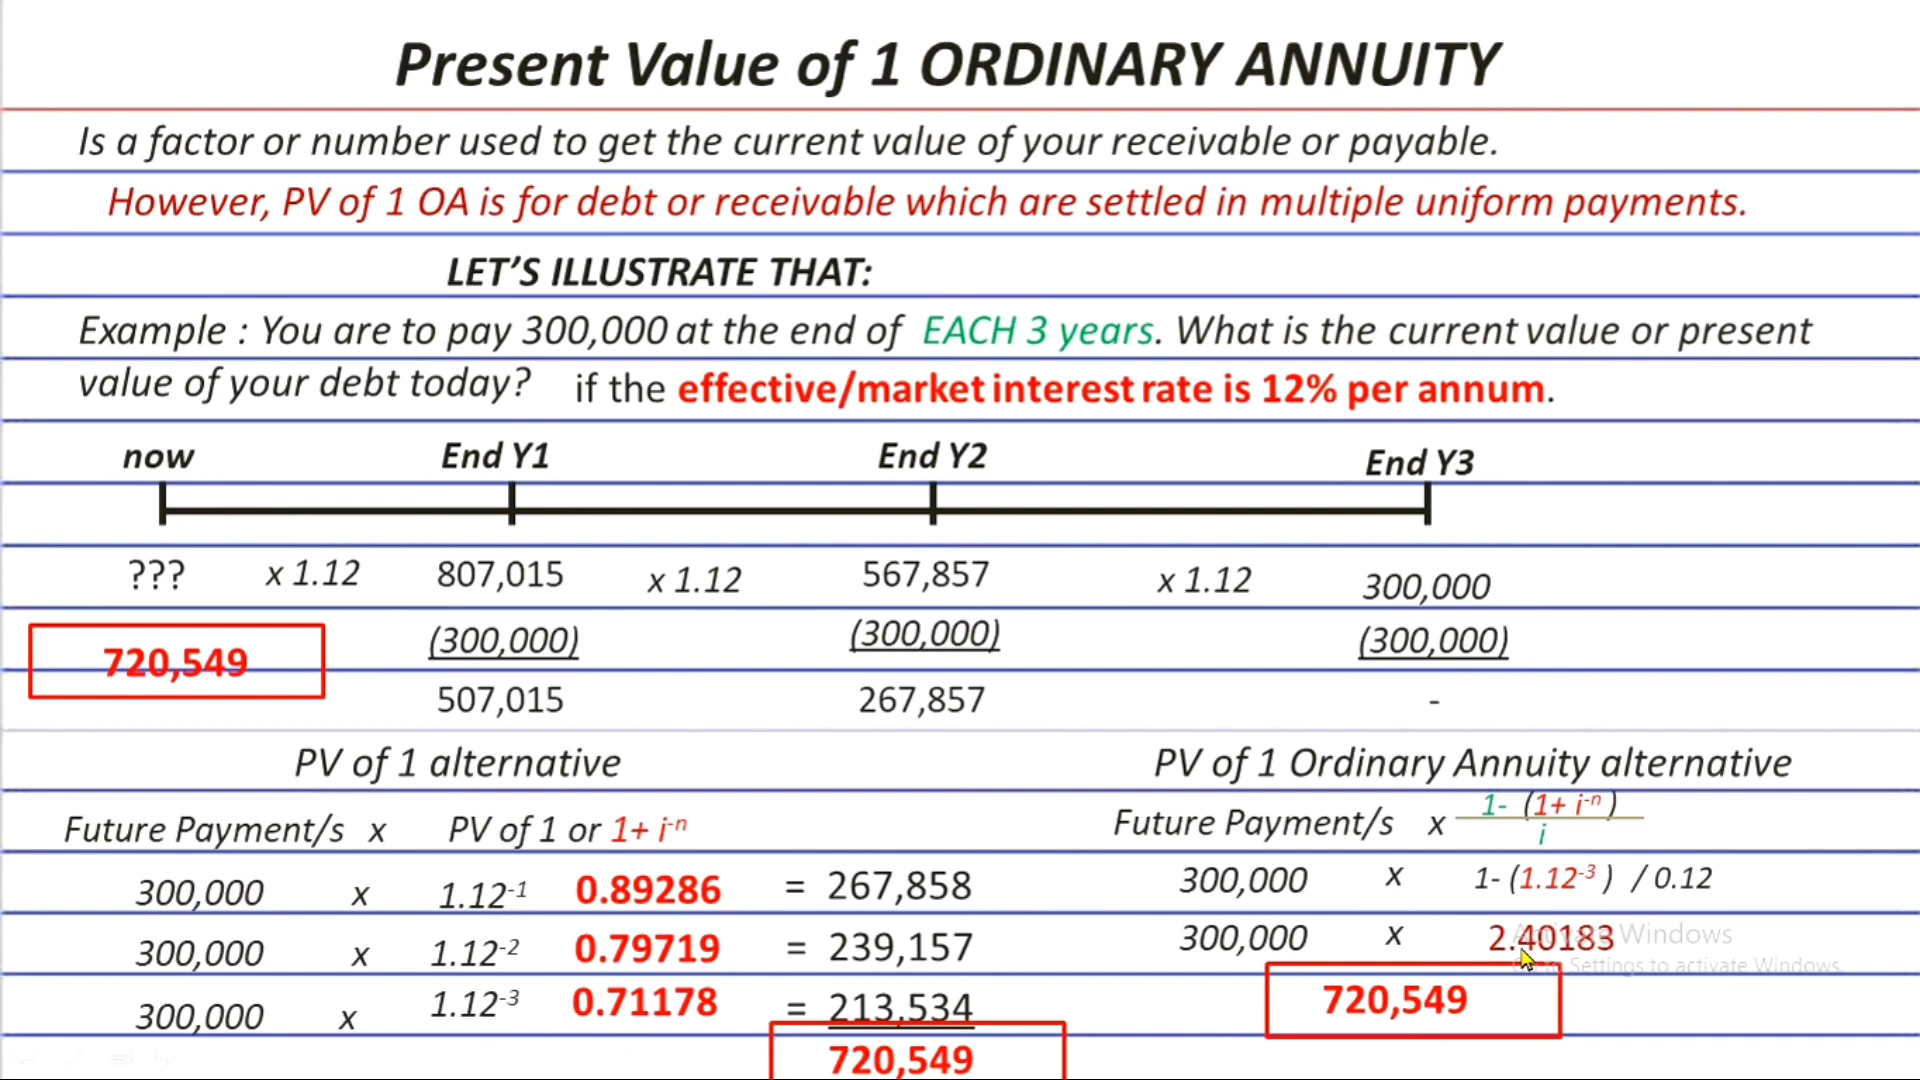 Present Value of 1 ORDINARY ANNUITY
Is a factor or number used to get the current value of your receivable or payable.
However, PV of 1 OA is for debt or receivable which are settled in multiple uniform payments.
LET'S ILLUSTRATE THAT:
Example : You are to pay 300,000 at the end of EACH 3 years. What is the current value or present
value of your debt today? if the effective/market interest rate is 12% per annum.
now End Y1 End Y2 End Y3
??? x 1.12 807,015 x 1.12 567,857 x 1.12 300,000
(300,000) (300,000) (300,000)
720,549
507,015 267,857 -
PV of 1 alternative PV of 1 Ordinary Annuity alternative
Future Payment/s x PV of 1 or 1+ i⁻ⁿ Future Payment/s x 1- (1+ i⁻ⁿ )
i
300,000 x 1.12⁻¹ 0.89286 = 267,858 300,000 x 1- (1.12⁻³ ) / 0.12
300,000 x 1.12⁻² 0.79719 = 239,157 300,000 x 2.40183
Activate Windows
Go to Settings to activate Windows.
300,000 x 1.12⁻³ 0.71178 = 213,534 720,549
720,549